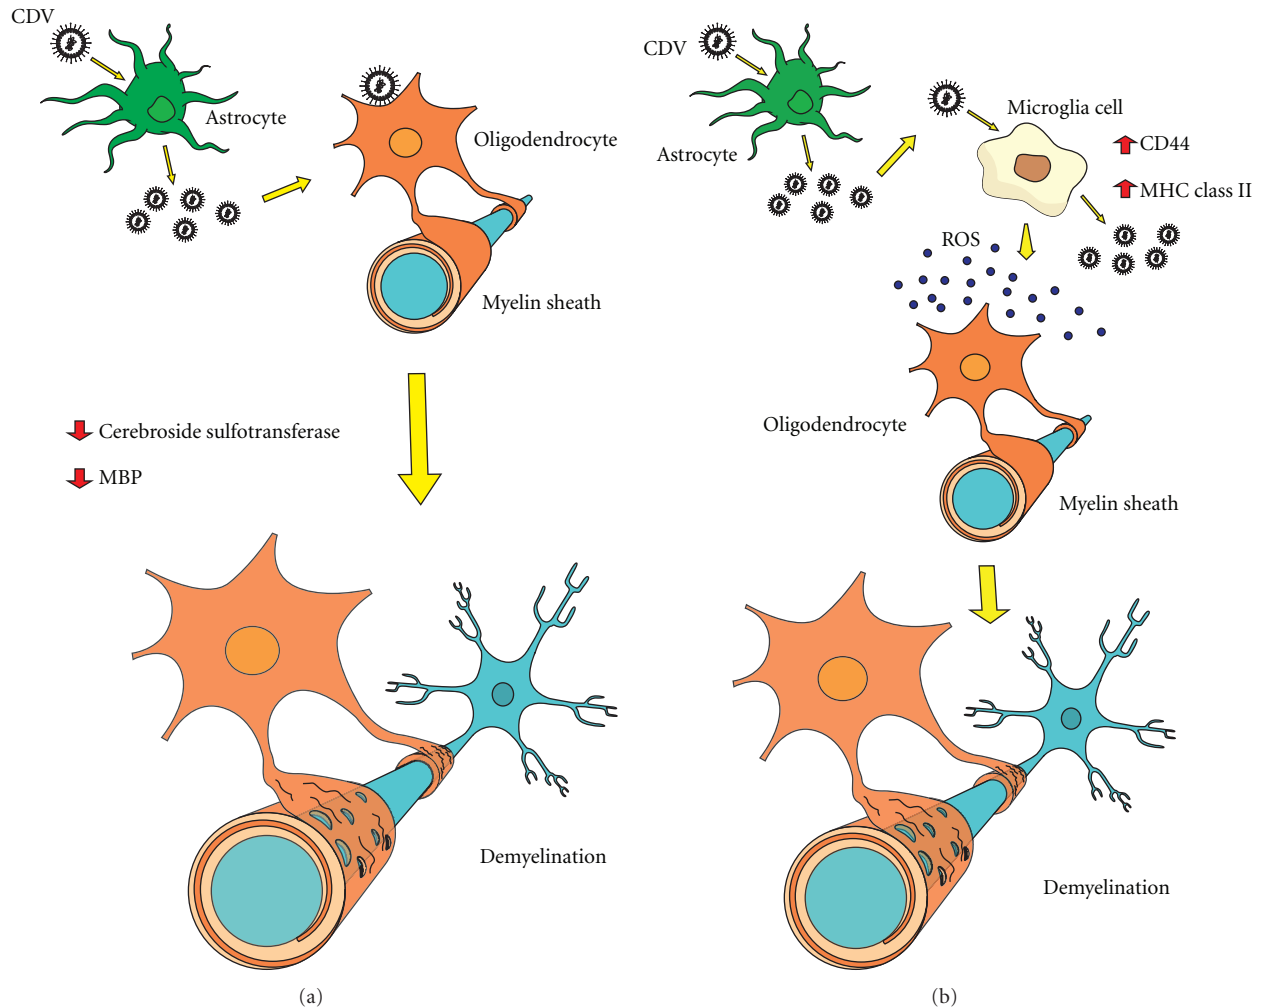 CDV
Astrocyte
Oligodendrocyte
Myelin sheath
Cerebroside sulfotransferase
MBP
Demyelination
(a)
CDV
Astrocyte
Microglia cell
CD44
MHC class II
ROS
Oligodendrocyte
Myelin sheath
Demyelination
(b)